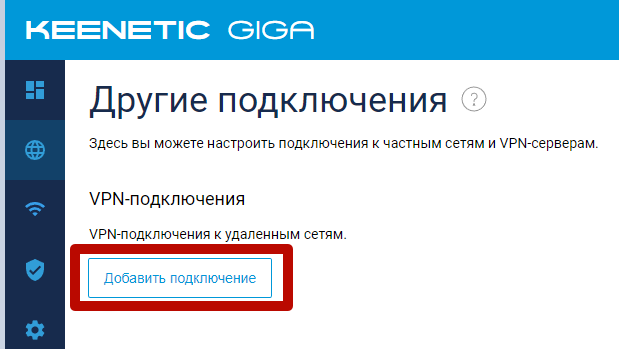 KEENETIC GIGA
Другие подключения ?
Здесь вы можете настроить подключения к частным сетям и VPN-серверам.
VPN-подключения
VPN-подключения к удаленным сетям.
Добавить подключение